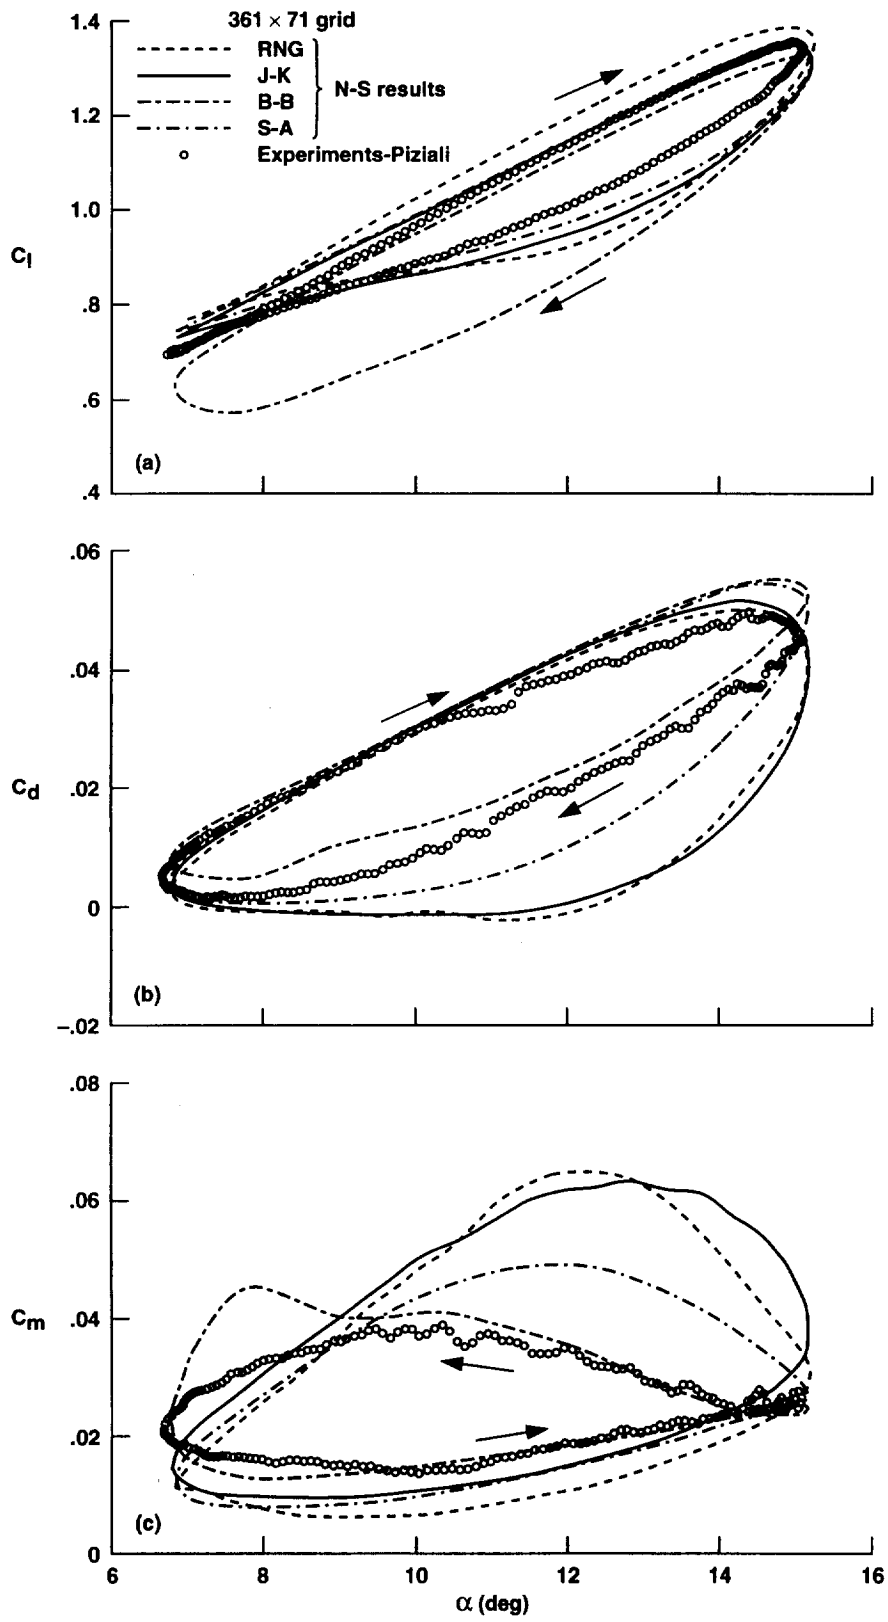 361 × 71 grid
RNG
J-K
B-B
S-A
N-S results
Experiments-Piziali
1.4
1.2
1.0
.8
.6
.4
Cl
(a)
.06
.04
.02
0
–.02
Cd
(b)
.08
.06
.04
.02
0
Cm
(c)
6
8
10
12
14
16
α (deg)